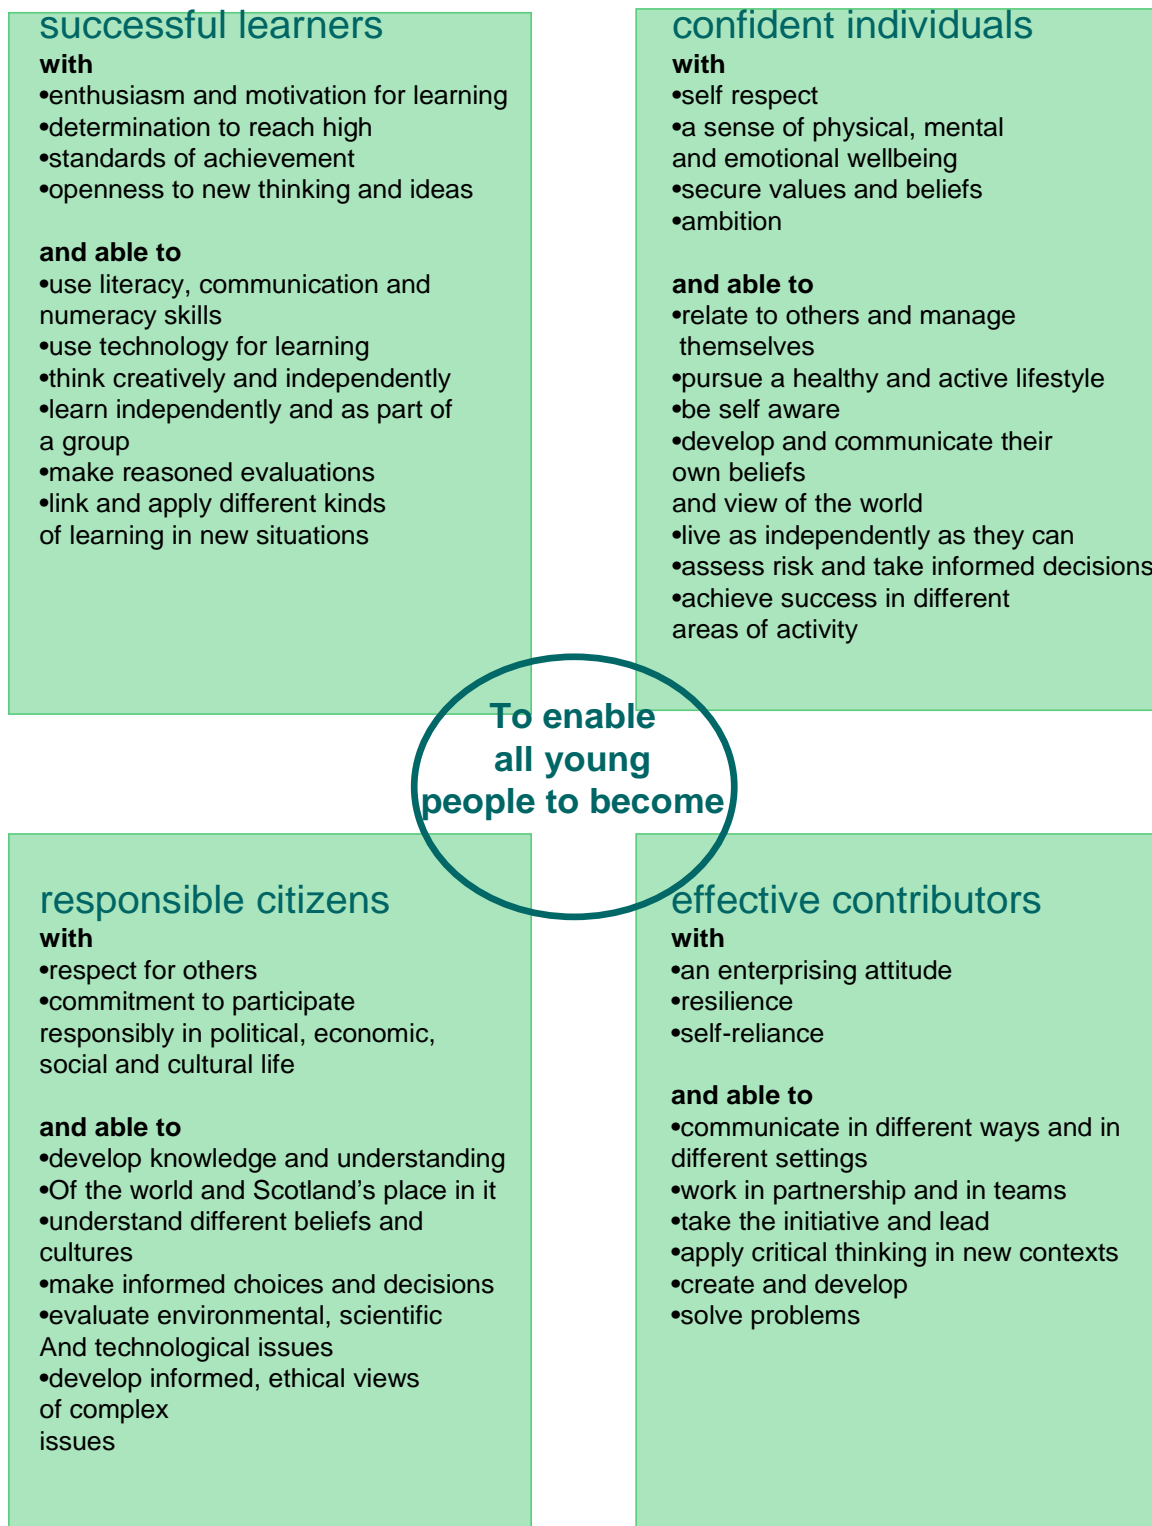 successful learners
with
•enthusiasm and motivation for learning
•determination to reach high
•standards of achievement
•openness to new thinking and ideas
and able to
•use literacy, communication and
numeracy skills
•use technology for learning
•think creatively and independently
•learn independently and as part of
a group
•make reasoned evaluations
•link and apply different kinds
of learning in new situations
confident individuals
with
•self respect
•a sense of physical, mental
and emotional wellbeing
•secure values and beliefs
•ambition
and able to
•relate to others and manage
themselves
•pursue a healthy and active lifestyle
•be self aware
•develop and communicate their
own beliefs
and view of the world
•live as independently as they can
•assess risk and take informed decisions
•achieve success in different
areas of activity
To enable
all young
people to become
responsible citizens
with
•respect for others
•commitment to participate
responsibly in political, economic,
social and cultural life
and able to
•develop knowledge and understanding
•Of the world and Scotland's place in it
•understand different beliefs and
cultures
•make informed choices and decisions
•evaluate environmental, scientific
And technological issues
•develop informed, ethical views
of complex
issues
effective contributors
with
•an enterprising attitude
•resilience
•self-reliance
and able to
•communicate in different ways and in
different settings
•work in partnership and in teams
•take the initiative and lead
•apply critical thinking in new contexts
•create and develop
•solve problems